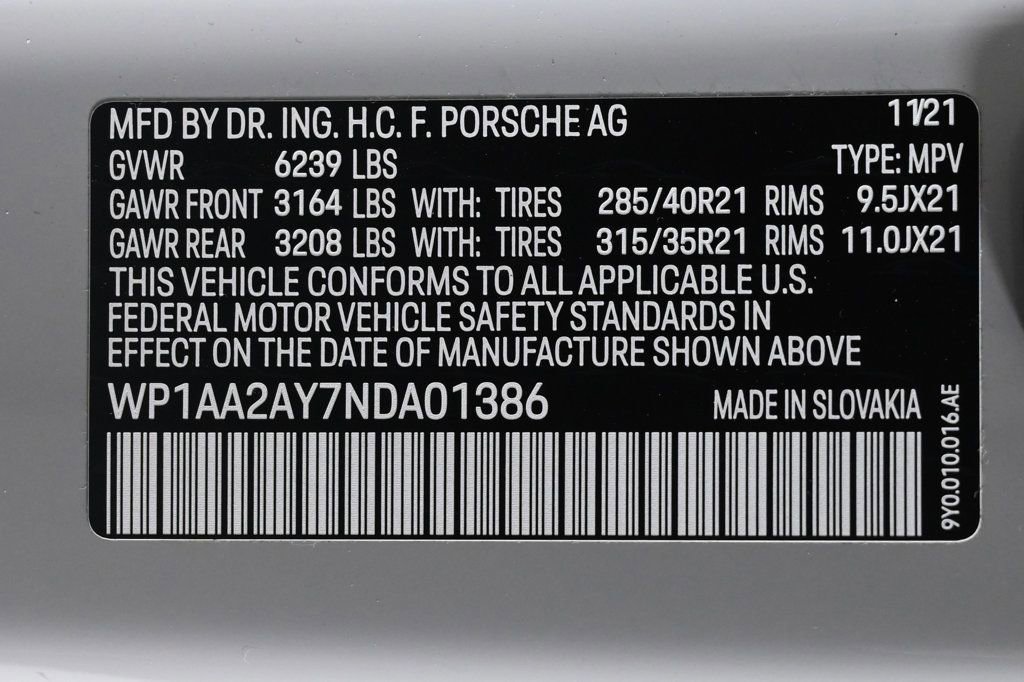 MFD BY DR. ING. H.C. F. PORSCHE AG 11/21
GVWR 6239 LBS TYPE: MPV
GAWR FRONT 3164 LBS WITH: TIRES 285/40R21 RIMS 9.5JX21
GAWR REAR 3208 LBS WITH: TIRES 315/35R21 RIMS 11.0JX21
THIS VEHICLE CONFORMS TO ALL APPLICABLE U.S.
FEDERAL MOTOR VEHICLE SAFETY STANDARDS IN
EFFECT ON THE DATE OF MANUFACTURE SHOWN ABOVE
WP1AA2AY7NDA01386 MADE IN SLOVAKIA
9Y0.010.016.AE